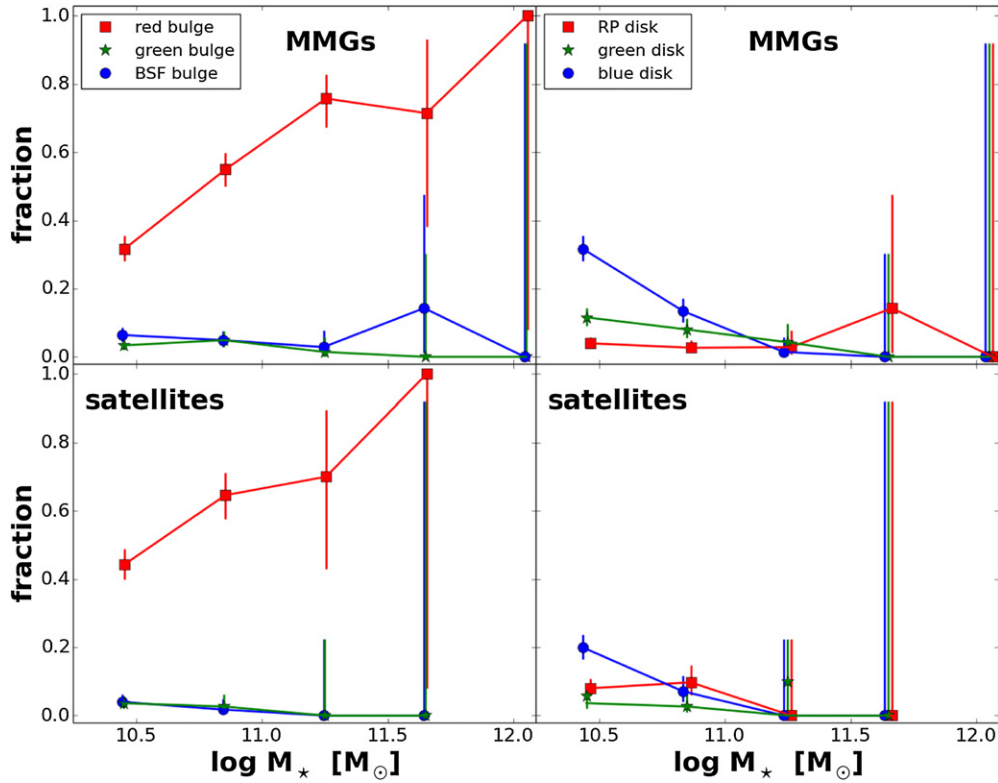 red bulge
green bulge
BSF bulge
MMGs
RP disk
green disk
blue disk
MMGs
fraction
1.0
0.8
0.6
0.4
0.2
0.0
satellites
satellites
fraction
1.0
0.8
0.6
0.4
0.2
0.0
10.5 11.0 11.5 12.0
10.5 11.0 11.5 12.0
log M⋆ [M⊙]
log M⋆ [M⊙]